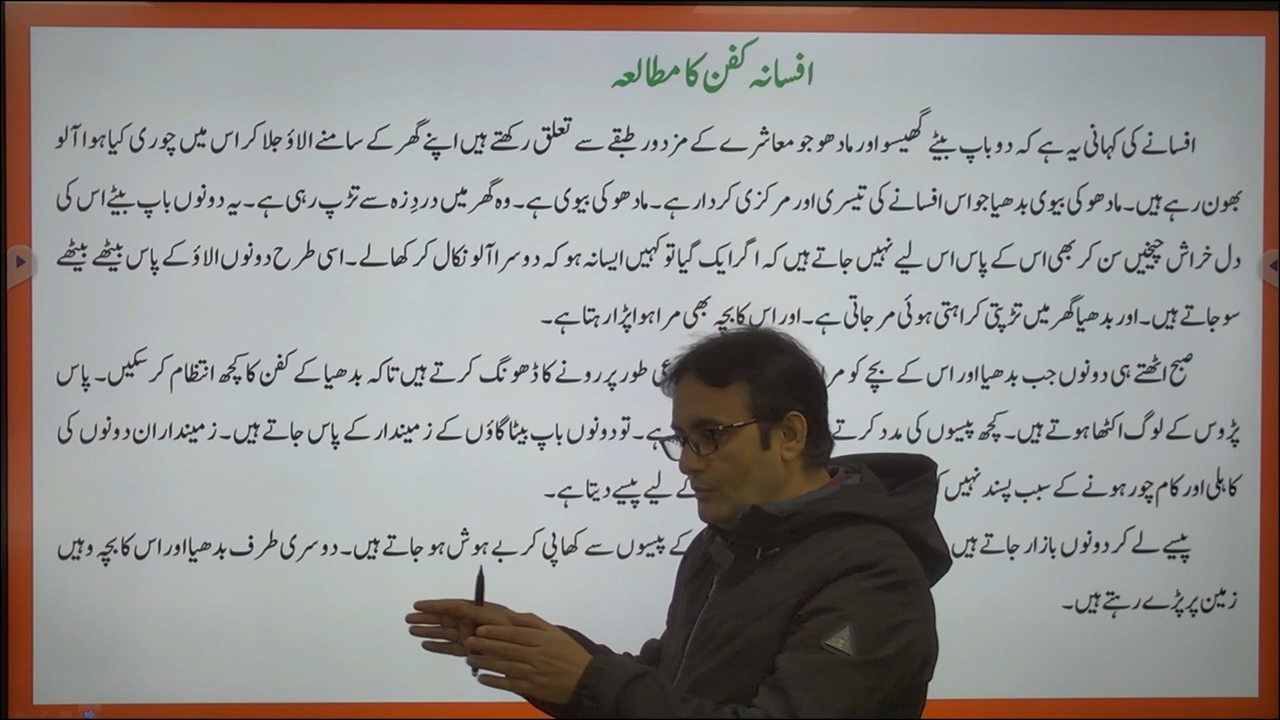 افسانہ کفن کا مطالعہ
افسانے کی کہانی یہ ہے کہ دو باپ بیٹے گھیسو اور مادھو جو معاشرے کے مزدور طبقے سے تعلق رکھتے ہیں اپنے گھر کے سامنے الاؤ جلا کر اس میں چوری کیا ہوا آلو
بھون رہے ہیں۔ مادھو کی بیوی بدھیا جو اس افسانے کی تیسری اور مرکزی کردار ہے۔ مادھو کی بیوی ہے۔ وہ گھر میں دردِ زہ سے تڑپ رہی ہے۔ یہ دونوں باپ بیٹے اس کی
دل خراش چیخیں سن کر بھی اس کے پاس اس لیے نہیں جاتے ہیں کہ اگر ایک گیا تو کہیں ایسا نہ ہو کہ دوسرا آلو نکال کر کھا لے۔ اسی طرح دونوں الاؤ کے پاس بیٹھے بیٹھے
سو جاتے ہیں۔ اور بدھیا گھر میں تڑپتی کراہتی ہوئی مر جاتی ہے۔ اور اس کا بچہ بھی مرا ہوا پڑا رہتا ہے۔
صبح اٹھتے ہی دونوں جب بدھیا اور اس کے بچے کو طور پر رونے کا ڈھونگ کرتے ہیں تاکہ بدھیا کے کفن کا کچھ انتظام کر سکیں۔ پاس
پڑوس کے لوگ اکٹھا ہوتے ہیں۔ کچھ پیسوں کی مدد کرتے ہے۔ تو دونوں باپ بیٹا گاؤں کے زمیندار کے پاس جاتے ہیں۔ زمیندار ان دونوں کی
کاہلی اور کام چور ہونے کے سبب پسند نہیں کے لیے پیسے دیتا ہے۔
پیسے لے کر دونوں بازار جاتے ہیں کے پیسوں سے کھا پی کر بے ہوش ہو جاتے ہیں۔ دوسری طرف بدھیا اور اس کا بچہ وہیں
زمین پر پڑے رہتے ہیں۔